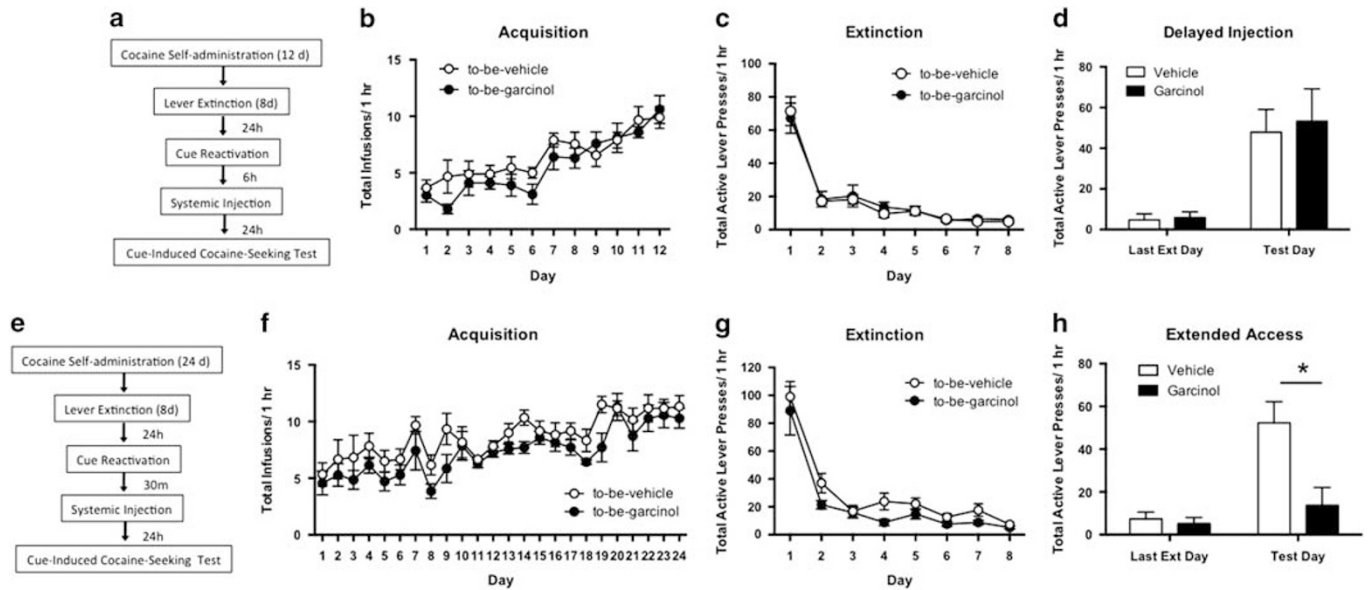 a
Cocaine Self-administration (12 d)
Lever Extinction (8d)
24h
Cue Reactivation
6h
Systemic Injection
24h
Cue-Induced Cocaine-Seeking Test
b
Acquisition
Total Infusions/ 1 hr
15
10
5
0
to-be-vehicle
to-be-garcinol
1 2 3 4 5 6 7 8 9 10 11 12
Day
c
Extinction
Total Active Lever Presses/ 1 hr
100
80
60
40
20
0
to-be-vehicle
to-be-garcinol
1 2 3 4 5 6 7 8
Day
d
Delayed Injection
Total Active Lever Presses/ 1 hr
80
60
40
20
0
Vehicle
Garcinol
Last Ext Day Test Day
e
Cocaine Self-administration (24 d)
Lever Extinction (8d)
24h
Cue Reactivation
30m
Systemic Injection
24h
Cue-Induced Cocaine-Seeking Test
f
Acquisition
Total Infusions/ 1 hr
15
10
5
0
to-be-vehicle
to-be-garcinol
1 2 3 4 5 6 7 8 9 10 11 12 13 14 15 16 17 18 19 20 21 22 23 24
Day
g
Extinction
Total Active Lever Presses/ 1 hr
120
100
80
60
40
20
0
to-be-vehicle
to-be-garcinol
1 2 3 4 5 6 7 8
Day
h
Extended Access
Total Active Lever Presses/ 1 hr
80
60
40
20
0
Vehicle
Garcinol
*
Last Ext Day Test Day